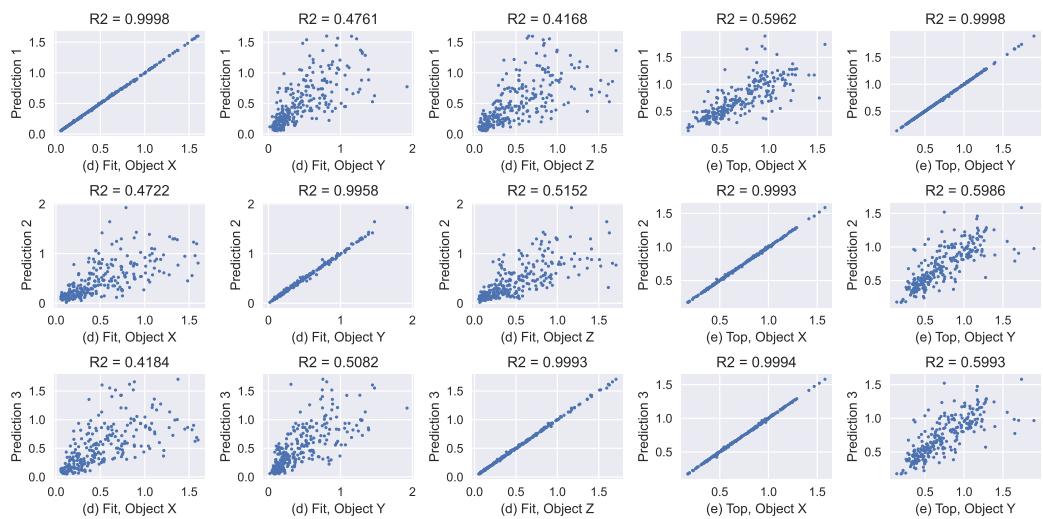 R2 = 0.9998
R2 = 0.4761
R2 = 0.4168
R2 = 0.5962
R2 = 0.9998
Prediction 1
1.5
1.0
0.5
0.0
Prediction 1
1.5
1.0
0.5
0.0
Prediction 1
1.5
1.0
0.5
0.0
Prediction 1
1.5
1.0
0.5
Prediction 1
1.5
1.0
0.5
0.0 0.5 1.0 1.5
0 1 2
0.0 0.5 1.0 1.5
0.5 1.0 1.5
0.5 1.0 1.5
(d) Fit, Object X
(d) Fit, Object Y
(d) Fit, Object Z
(e) Top, Object X
(e) Top, Object Y
R2 = 0.4722
R2 = 0.9958
R2 = 0.5152
R2 = 0.9993
R2 = 0.5986
Prediction 2
2
1
0
Prediction 2
2
1
0
Prediction 2
2
1
0
Prediction 2
1.5
1.0
0.5
Prediction 2
1.5
1.0
0.5
0.0 0.5 1.0 1.5
0 1 2
0.0 0.5 1.0 1.5
0.5 1.0 1.5
0.5 1.0 1.5
(d) Fit, Object X
(d) Fit, Object Y
(d) Fit, Object Z
(e) Top, Object X
(e) Top, Object Y
R2 = 0.4184
R2 = 0.5082
R2 = 0.9993
R2 = 0.9994
R2 = 0.5993
Prediction 3
1.5
1.0
0.5
0.0
Prediction 3
1.5
1.0
0.5
0.0
Prediction 3
1.5
1.0
0.5
0.0
Prediction 3
1.5
1.0
0.5
Prediction 3
1.5
1.0
0.5
0.0 0.5 1.0 1.5
0 1 2
0.0 0.5 1.0 1.5
0.5 1.0 1.5
0.5 1.0 1.5
(d) Fit, Object X
(d) Fit, Object Y
(d) Fit, Object Z
(e) Top, Object X
(e) Top, Object Y